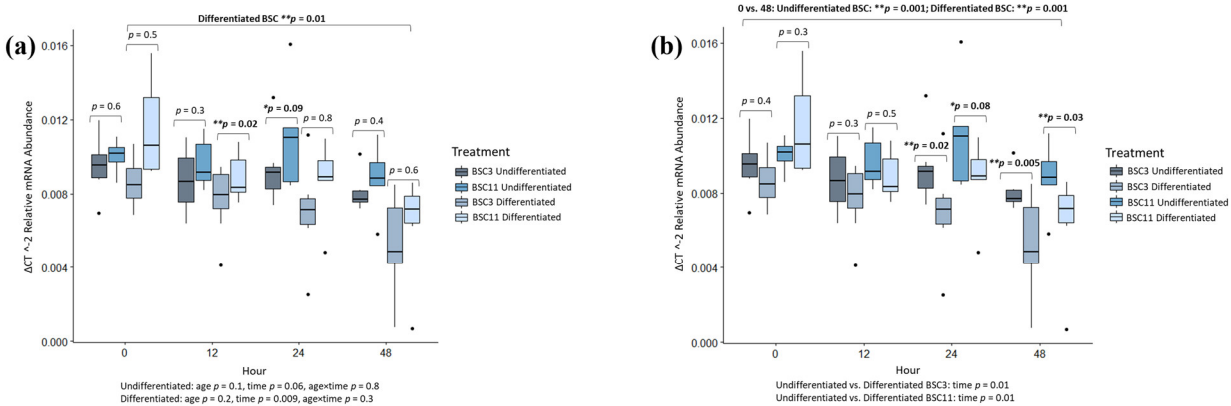 (a)
Differentiated BSC **p = 0.01
p = 0.5
p = 0.6
p = 0.3
**p = 0.02
*p = 0.09
p = 0.8
p = 0.4
p = 0.6
ΔCT ^-2 Relative mRNA Abundance
0.016
0.012
0.008
0.004
0.000
0 12 24 48
Hour
Treatment
BSC3 Undifferentiated
BSC11 Undifferentiated
BSC3 Differentiated
BSC11 Differentiated
Undifferentiated: age p = 0.1, time p = 0.06, age×time p = 0.8
Differentiated: age p = 0.2, time p = 0.009, age×time p = 0.3
(b)
0 vs. 48: Undifferentiated BSC: **p = 0.001; Differentiated BSC: **p = 0.001
p = 0.3
p = 0.4
p = 0.3
p = 0.5
**p = 0.02
*p = 0.08
**p = 0.005
**p = 0.03
ΔCT ^-2 Relative mRNA Abundance
0.016
0.012
0.008
0.004
0.000
0 12 24 48
Hour
Treatment
BSC3 Undifferentiated
BSC3 Differentiated
BSC11 Undifferentiated
BSC11 Differentiated
Undifferentiated vs. Differentiated BSC3: time p = 0.01
Undifferentiated vs. Differentiated BSC11: time p = 0.01